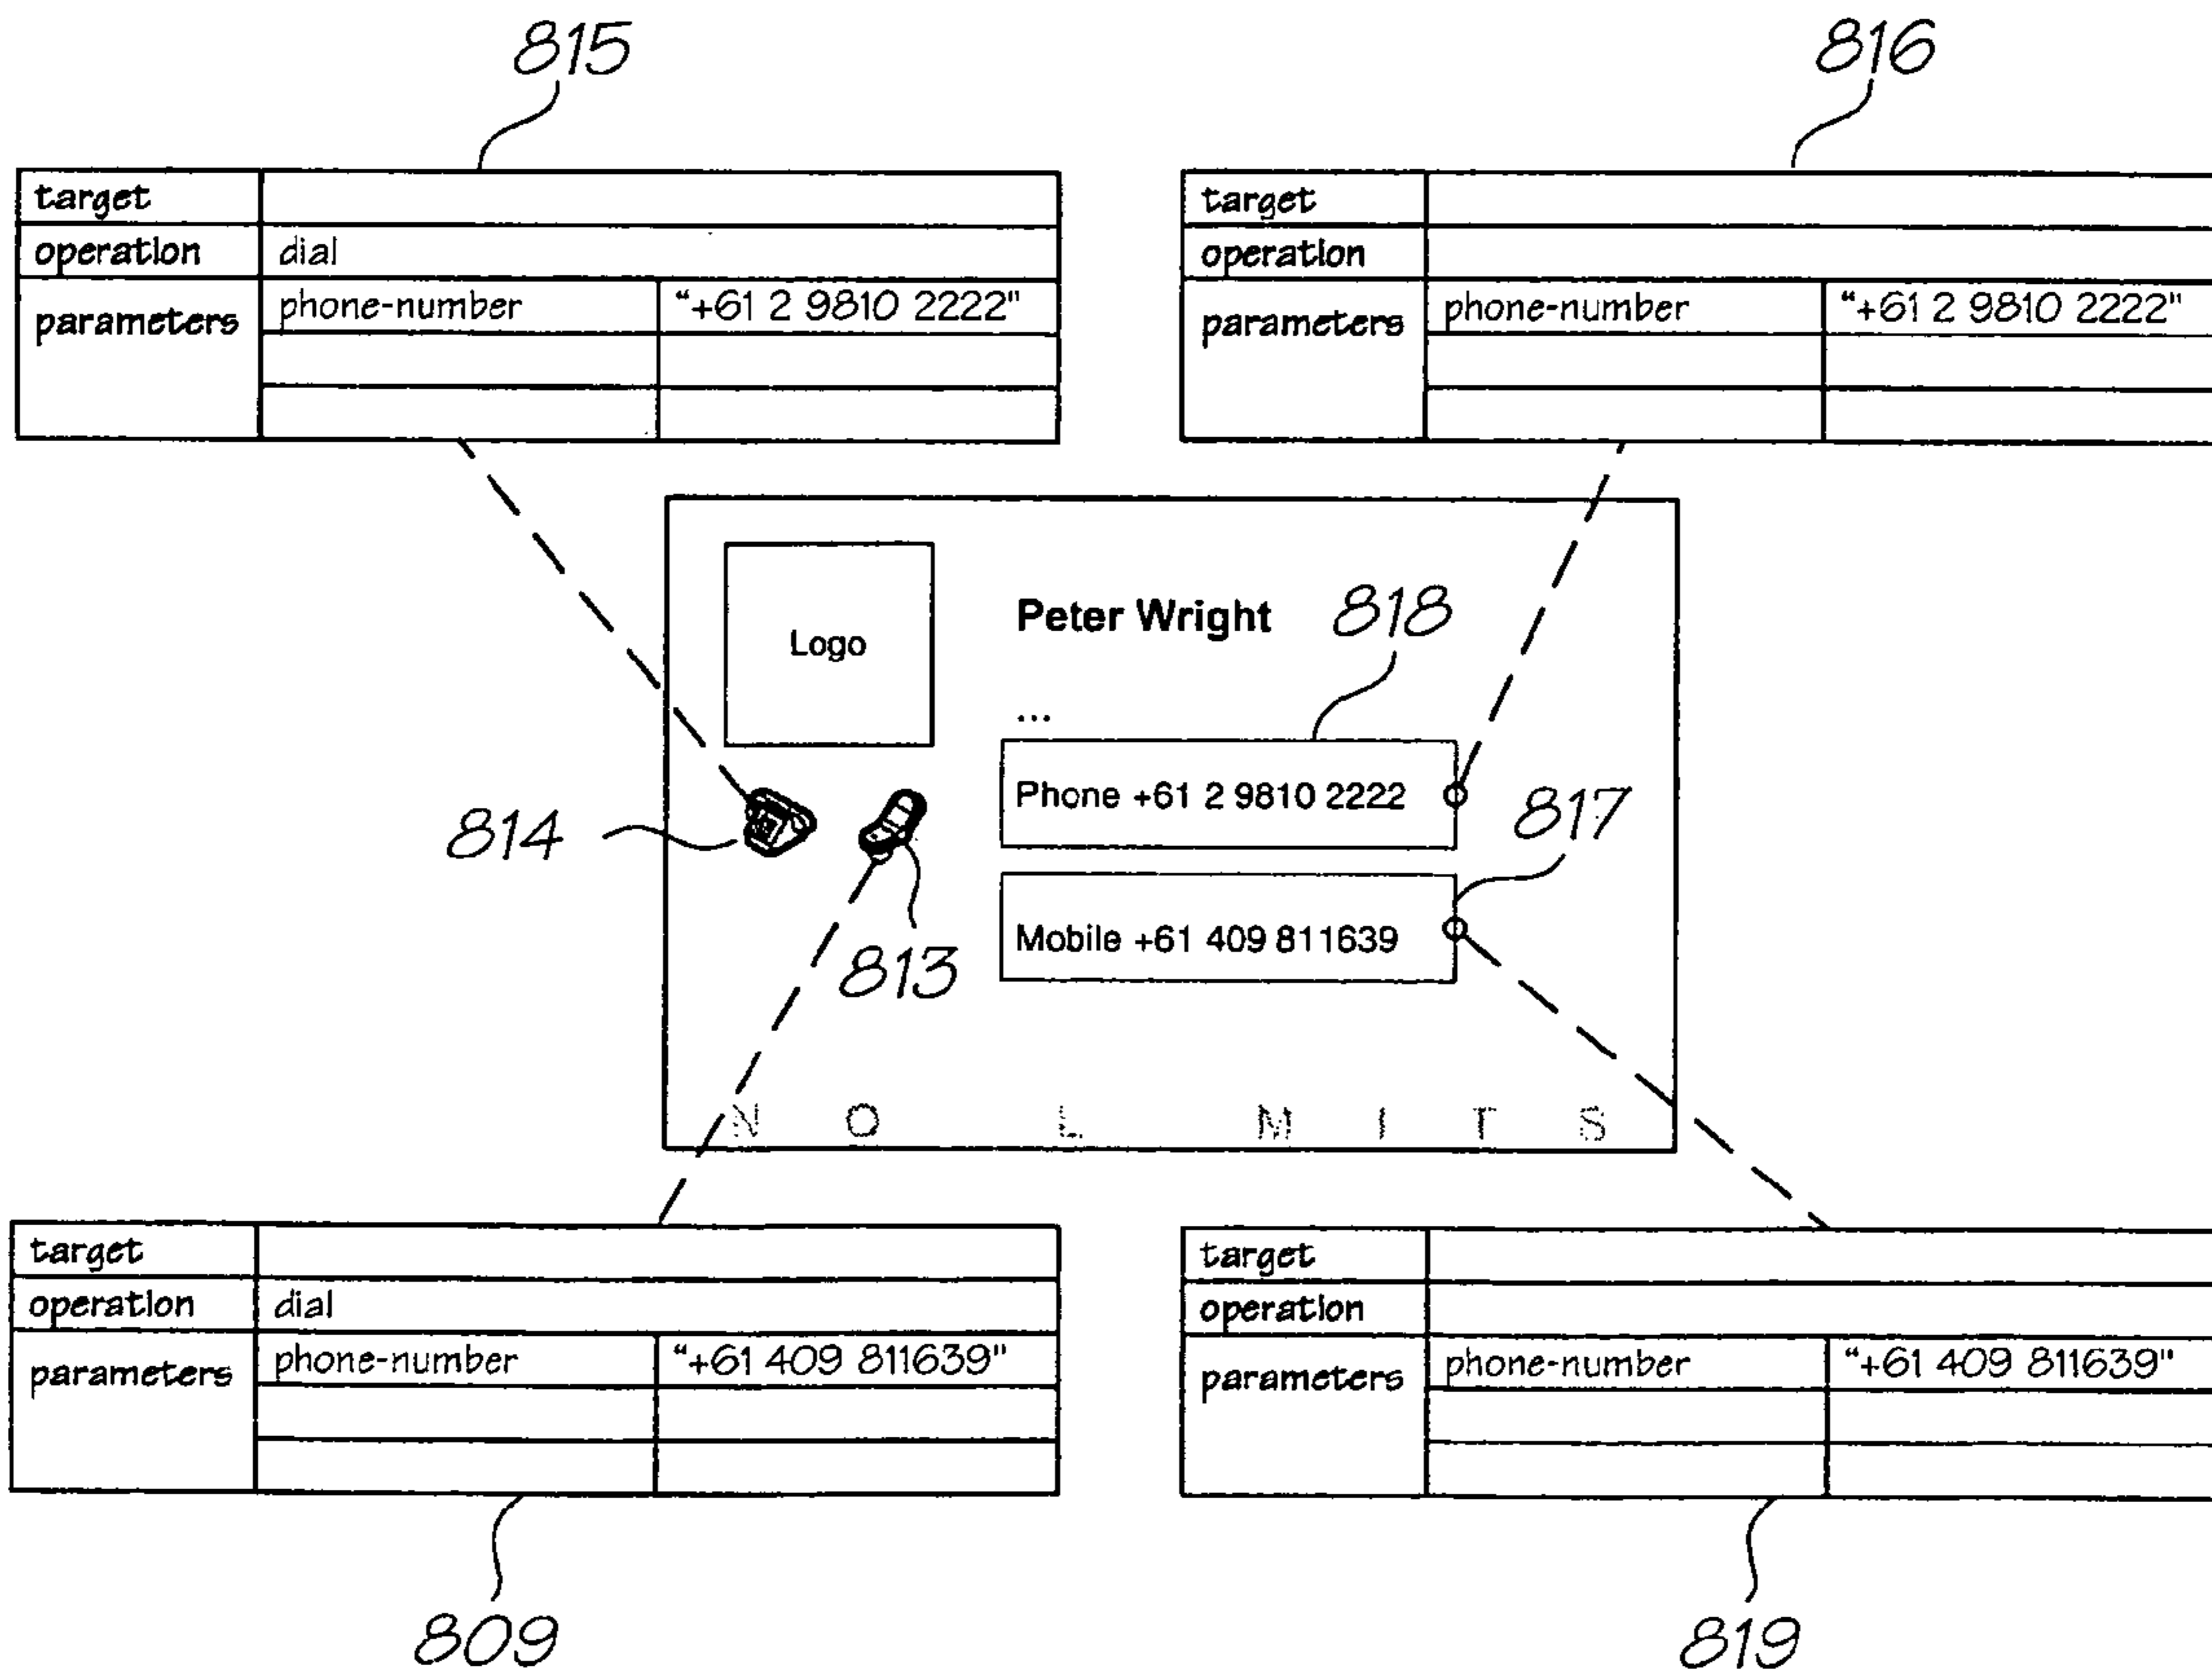 815
816
target
operation dial
parameters phone-number "+61 2 9810 2222"
target
operation
parameters phone-number "+61 2 9810 2222"
Logo
Peter Wright
818
...
Phone +61 2 9810 2222
817
814
813
Mobile +61 409 811639
N O L M I T S
target
operation dial
parameters phone-number "+61 409 811639"
target
operation
parameters phone-number "+61 409 811639"
809
819